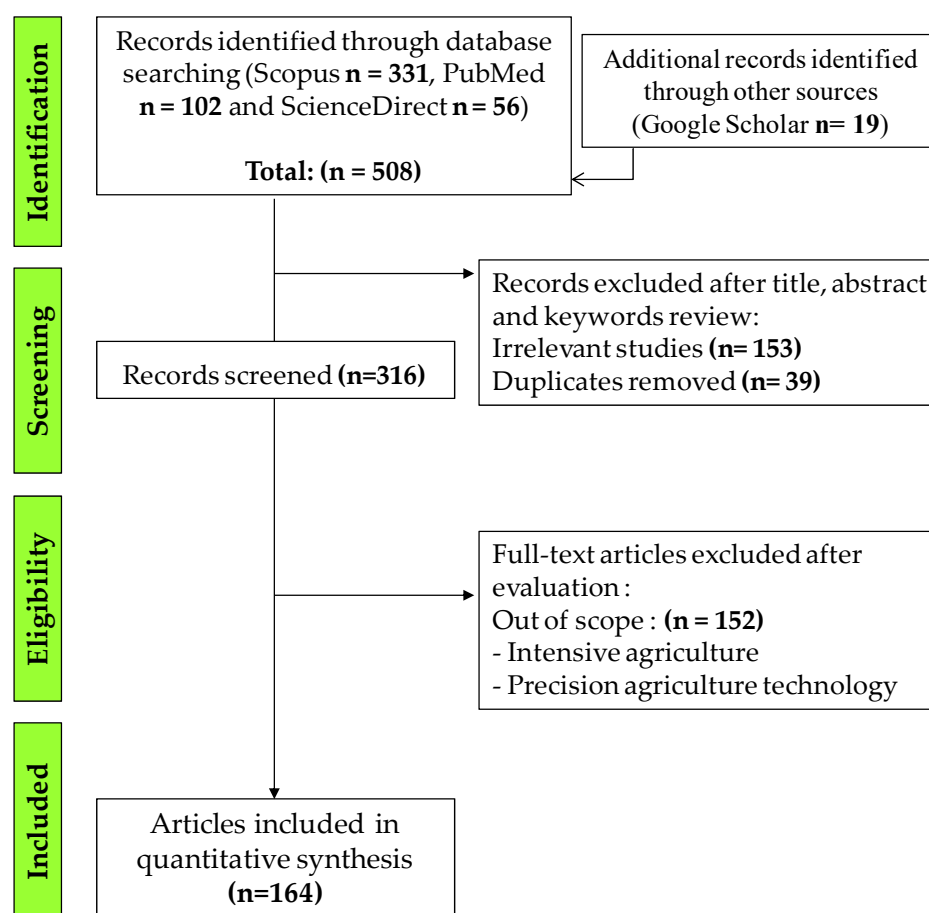 Identification
Records identified through database
searching (Scopus n = 331, PubMed
n = 102 and ScienceDirect n = 56)
Total: (n = 508)
Additional records identified
through other sources
(Google Scholar n= 19)
Screening
Records excluded after title, abstract
and keywords review:
Irrelevant studies (n= 153)
Duplicates removed (n= 39)
Records screened (n=316)
Eligibility
Full-text articles excluded after
evaluation :
Out of scope : (n = 152)
- Intensive agriculture
- Precision agriculture technology
Included
Articles included in
quantitative synthesis
(n=164)